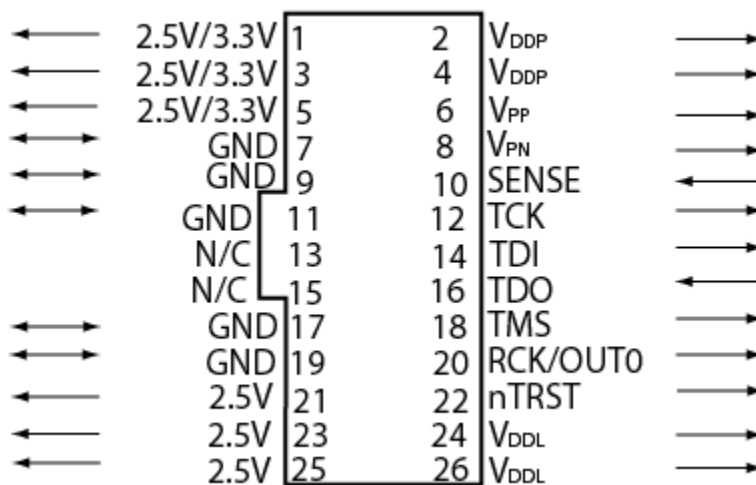 2.5V/3.3V 1 2 VDDP
2.5V/3.3V 3 4 VDDP
2.5V/3.3V 5 6 VPP
GND 7 8 VPN
GND 9 10 SENSE
GND 11 12 TCK
N/C 13 14 TDI
N/C 15 16 TDO
GND 17 18 TMS
GND 19 20 RCK/OUT0
2.5V 21 22 nTRST
2.5V 23 24 VDDL
2.5V 25 26 VDDL